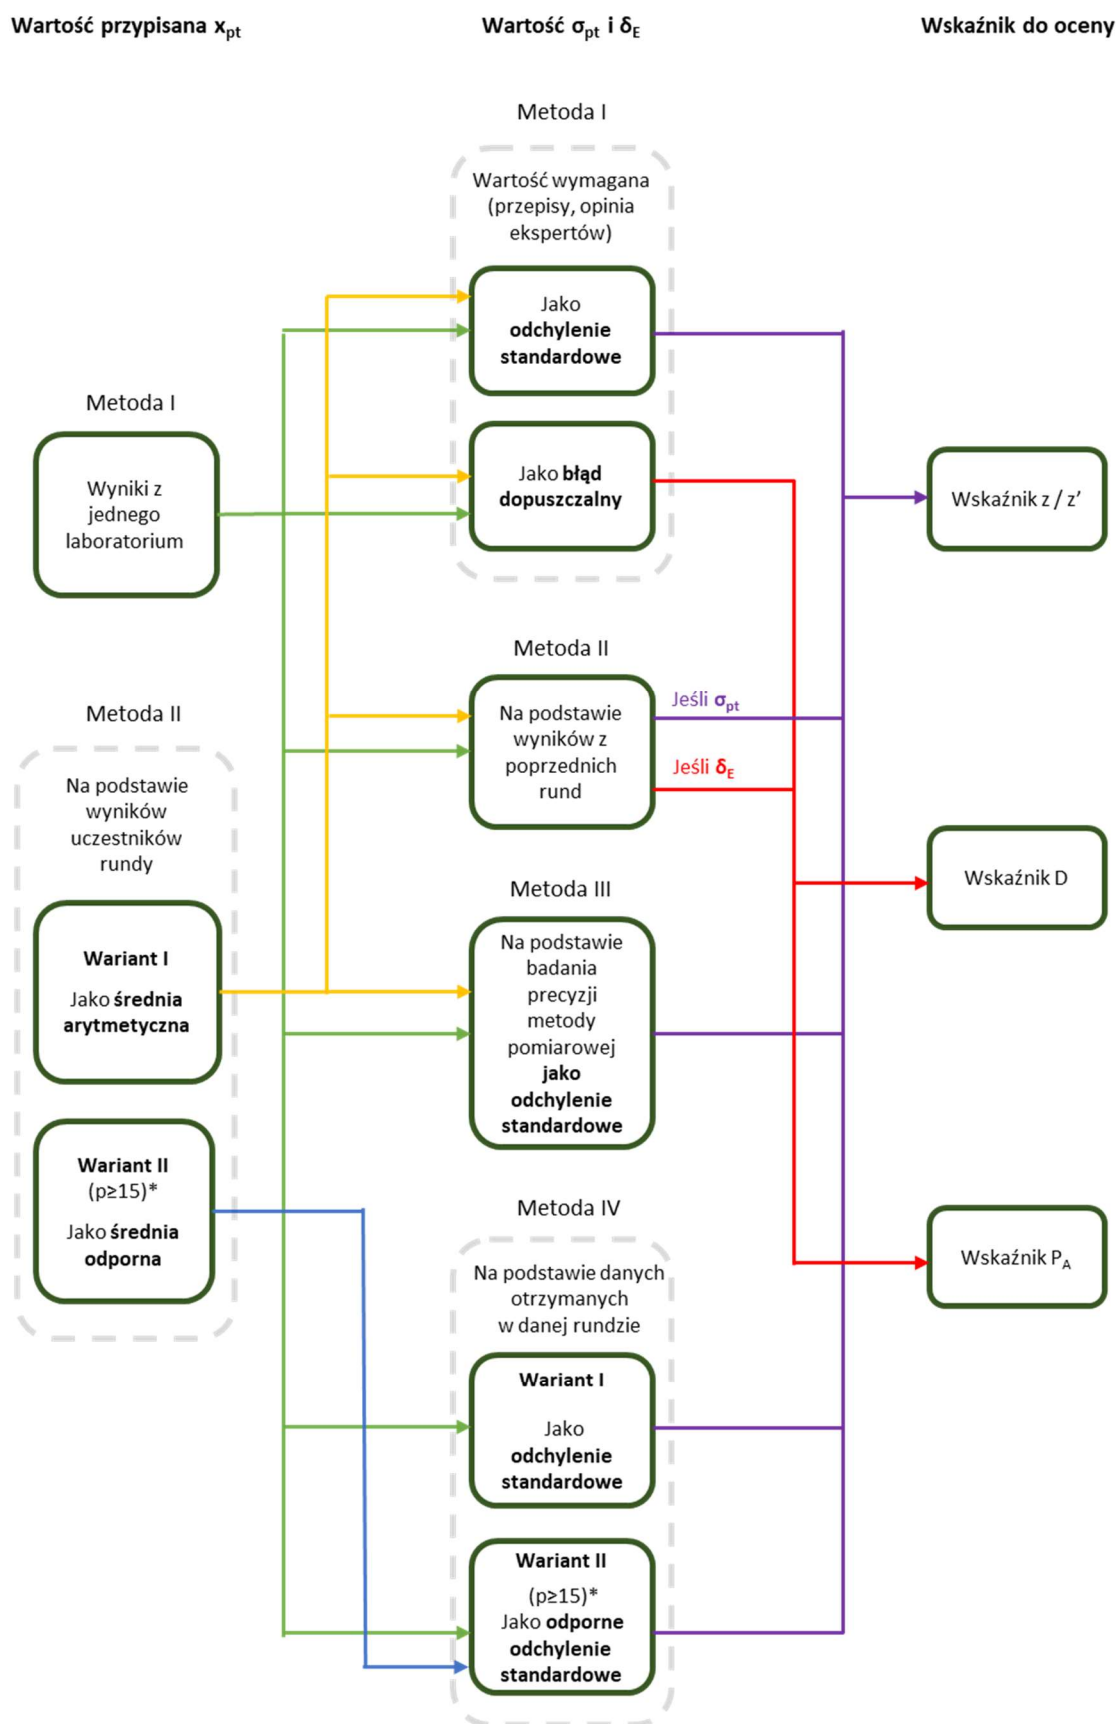 Wartość przypisana xpt
Wartość σpt i δE
Wskaźnik do oceny
Metoda I
Wyniki z
jednego
laboratorium
Metoda II
Na podstawie
wyników
uczestników
rundy
Wariant I
Jako średnia
arytmetyczna
Wariant II
(p≥15)*
Jako średnia
odporna
Metoda I
Wartość wymagana
(przepisy, opinia
ekspertów)
Jako
odchylenie
standardowe
Jako błąd
dopuszczalny
Metoda II
Na podstawie
wyników z
poprzednich
rund
Jeśli σpt
Jeśli δE
Metoda III
Na podstawie
badania
precyzji
metody
pomiarowej
jako
odchylenie
standardowe
Metoda IV
Na podstawie danych
otrzymanych
w danej rundzie
Wariant I
Jako
odchylenie
standardowe
Wariant II
(p≥15)*
Jako odporne
odchylenie
standardowe
Wskaźnik z / z’
Wskaźnik D
Wskaźnik PA